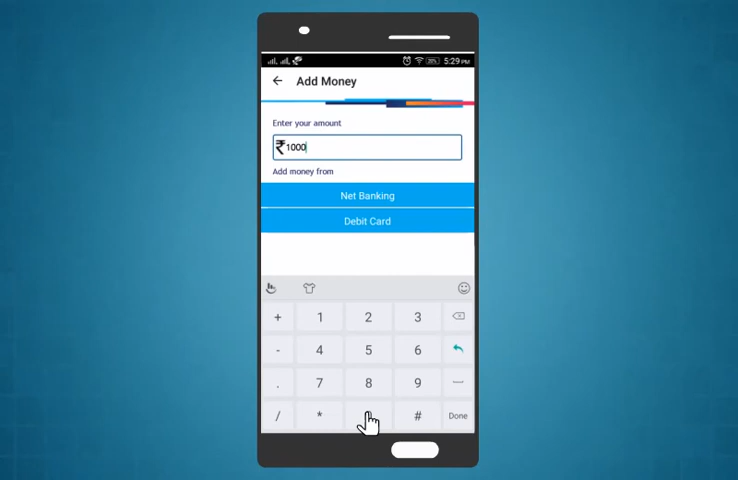 5:29 PM
Add Money
Enter your amount
₹1000
Add money from
Net Banking
Debit Card
+ 1 2 3
- 4 5 6
. 7 8 9
/ * # Done